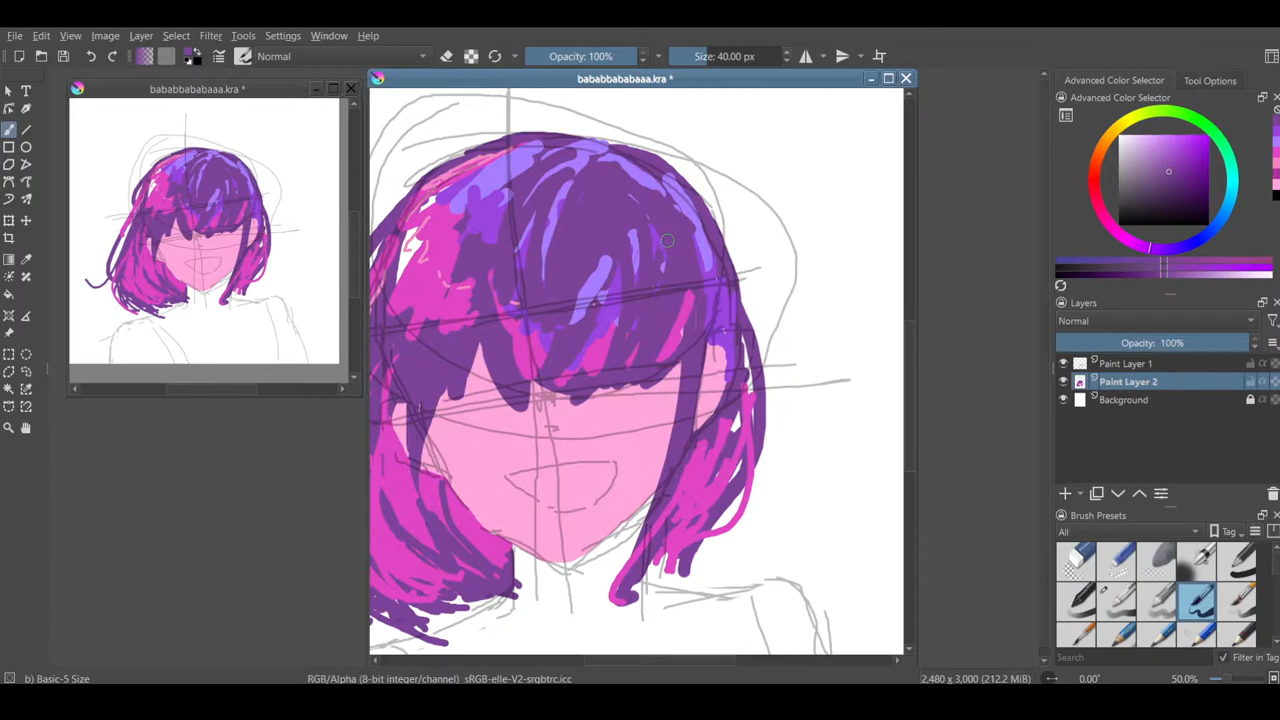 File Edit View Image Layer Select Filter Tools Settings Window Help
Normal
Opacity: 100%
Size: 40.00 px
bababbababaaa.kra *
bababbababaaa.kra *
Advanced Color Selector
Tool Options
Advanced Color Selector
Layers
Normal
Opacity: 100%
Paint Layer 1
Paint Layer 2
Background
Brush Presets
All
Tag
Search
Filter in Tag
b) Basic-5 Size
RGB/Alpha (8-bit integer/channel) sRGB-elle-V2-srgbtrc.icc
2,480 x 3,000 (212.2 MiB)
0.00°
50.0%